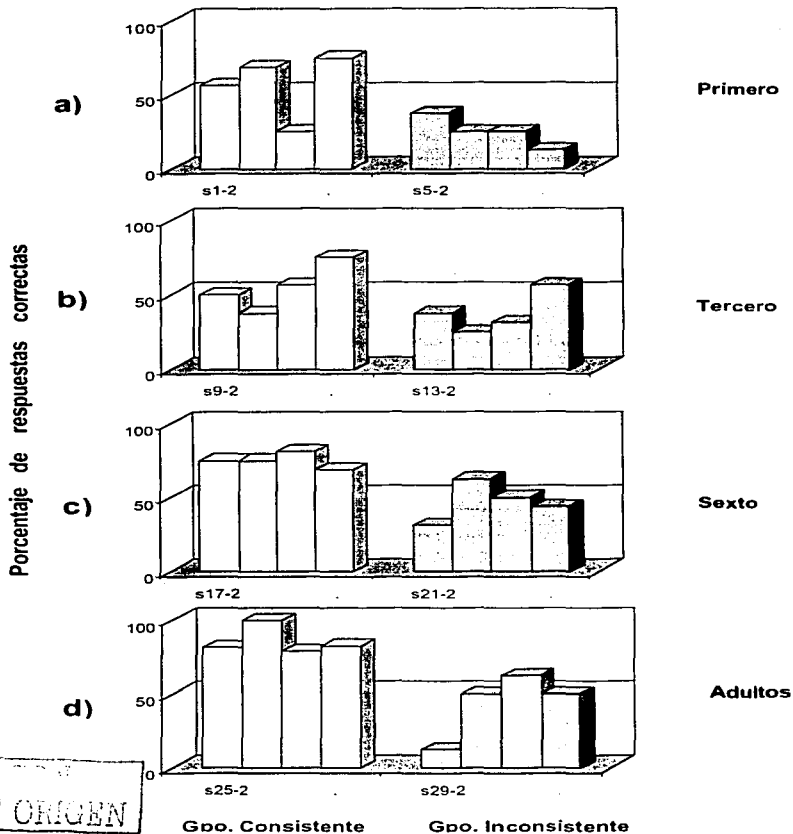 Porcentaje de respuestas correctas
a)
100
50
0
s1-2
s5-2
Primero
b)
100
50
0
s9-2
s13-2
Tercero
c)
100
50
0
s17-2
s21-2
Sexto
d)
100
50
0
s25-2
s29-2
Adultos
ORIGEN
Gpo. Consistente
Gpo. Inconsistente